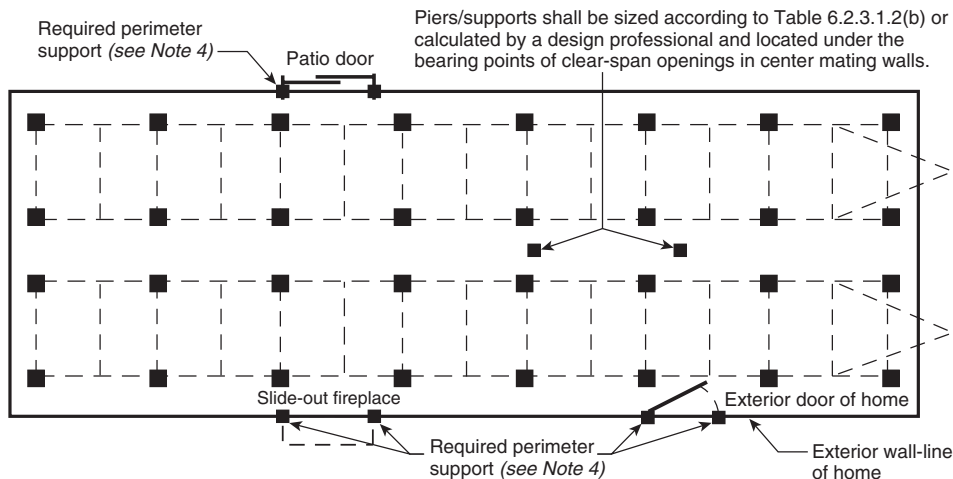 Required perimeter
support (see Note 4)
Patio door
Piers/supports shall be sized according to Table 6.2.3.1.2(b) or
calculated by a design professional and located under the
bearing points of clear-span openings in center mating walls.
Slide-out fireplace
Exterior door of home
Required perimeter
support (see Note 4)
Exterior wall-line
of home